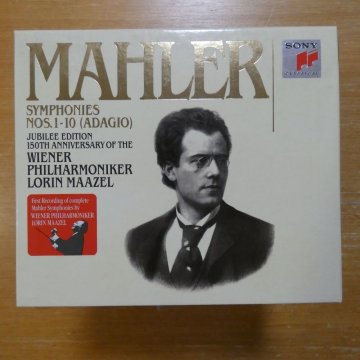 MAHLER
SONY
CLASSICAL
SYMPHONIES
NOS. 1-10 (ADAGIO)
JUBILEE EDITION
150TH ANNIVERSARY OF THE
WIENER
PHILHARMONIKER
LORIN MAAZEL
First Recording of complete
Mahler Symphonies by
WIENER PHILHARMONIKER
LORIN MAAZEL